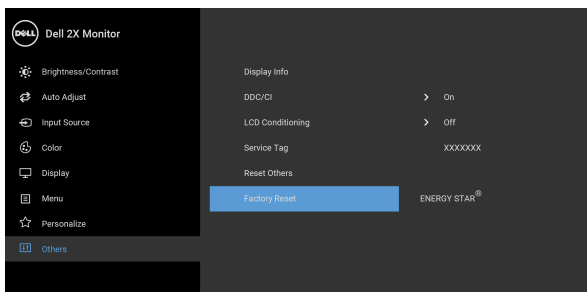 DELL Dell 2X Monitor
Brightness/Contrast
Auto Adjust
Input Source
Color
Display
Menu
Personalize
Others
Display Info
DDC/CI > On
LCD Conditioning > Off
Service Tag XXXXXXX
Reset Others
Factory Reset ENERGY STAR®